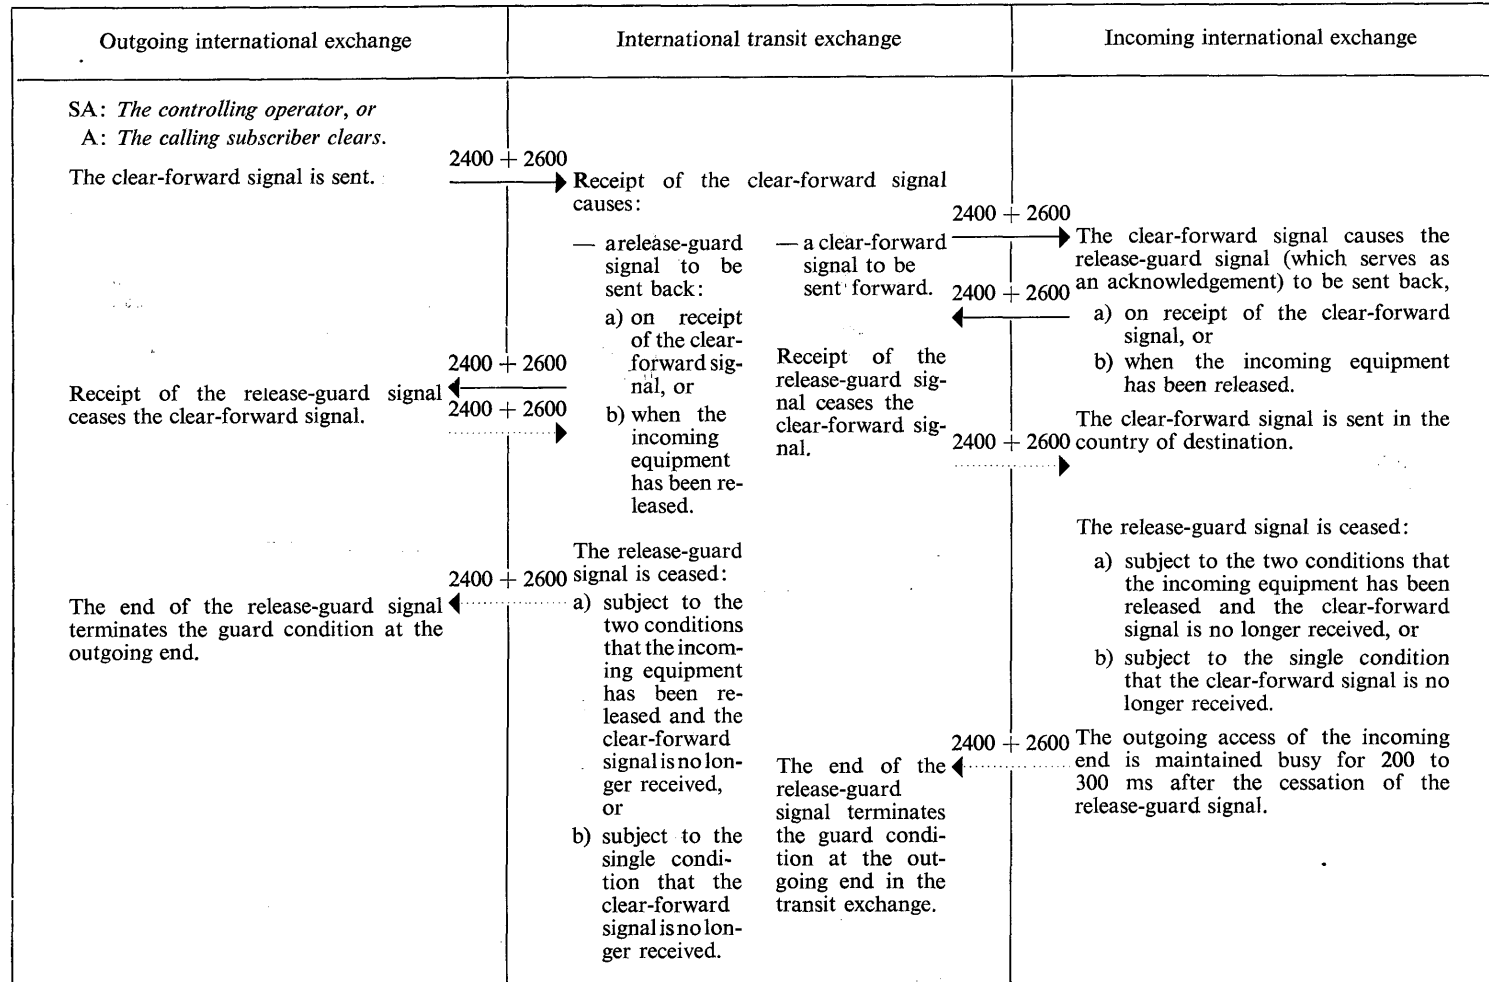 Outgoing international exchange
International transit exchange
Incoming international exchange
SA: The controlling operator, or
A: The calling subscriber clears.
The clear-forward signal is sent.
2400 + 2600
Receipt of the clear-forward signal
causes:
— a release-guard
signal to be
sent back:
a) on receipt
of the clear-
forward sig-
nal, or
b) when the
incoming
equipment
has been re-
leased.
— a clear-forward
signal to be
sent forward.
2400 + 2600
The clear-forward signal causes the
release-guard signal (which serves as
an acknowledgement) to be sent back,
a) on receipt of the clear-forward
signal, or
b) when the incoming equipment
has been released.
2400 + 2600
Receipt of the
release-guard sig-
nal ceases the
clear-forward sig-
nal.
2400 + 2600
Receipt of the release-guard signal
ceases the clear-forward signal.
2400 + 2600
2400 + 2600
The clear-forward signal is sent in the
country of destination.
The release-guard signal is ceased:
a) subject to the two conditions that
the incoming equipment has been
released and the clear-forward
signal is no longer received, or
b) subject to the single condition
that the clear-forward signal is no
longer received.
The release-guard
signal is ceased:
a) subject to the
two conditions
that the incom-
ing equipment
has been re-
leased and the
clear-forward
signal is no lon-
ger received,
or
b) subject to the
single condi-
tion that the
clear-forward
signal is no lon-
ger received.
2400 + 2600
The end of the release-guard signal
terminates the guard condition at the
outgoing end.
2400 + 2600
The outgoing access of the incoming
end is maintained busy for 200 to
300 ms after the cessation of the
release-guard signal.
The end of the
release-guard
signal terminates
the guard condi-
tion at the out-
going end in the
transit exchange.